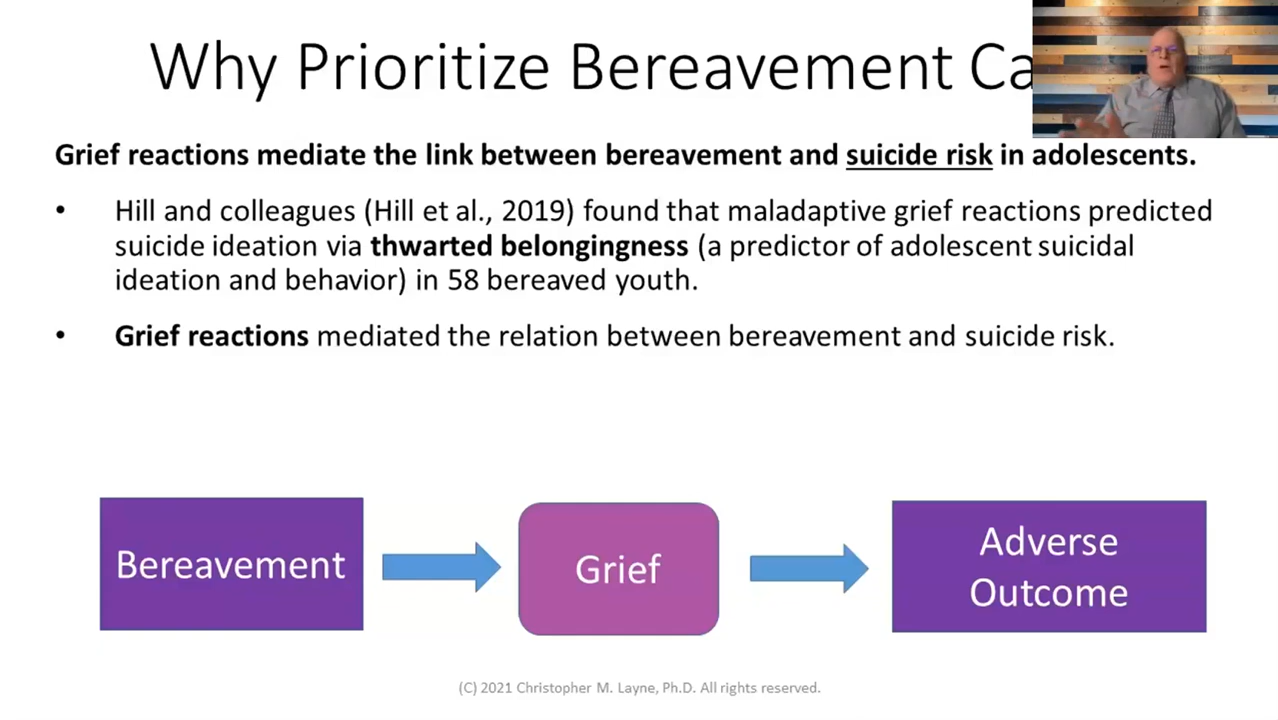 Why Prioritize Bereavement
Grief reactions mediate the link between bereavement and suicide risk in adolescents.
• Hill and colleagues (Hill et al., 2019) found that maladaptive grief reactions predicted
suicide ideation via thwarted belongingness (a predictor of adolescent suicidal
ideation and behavior) in 58 bereaved youth.
• Grief reactions mediated the relation between bereavement and suicide risk.
Bereavement
Grief
Adverse
Outcome
(C) 2021 Christopher M. Layne, Ph.D. All rights reserved.